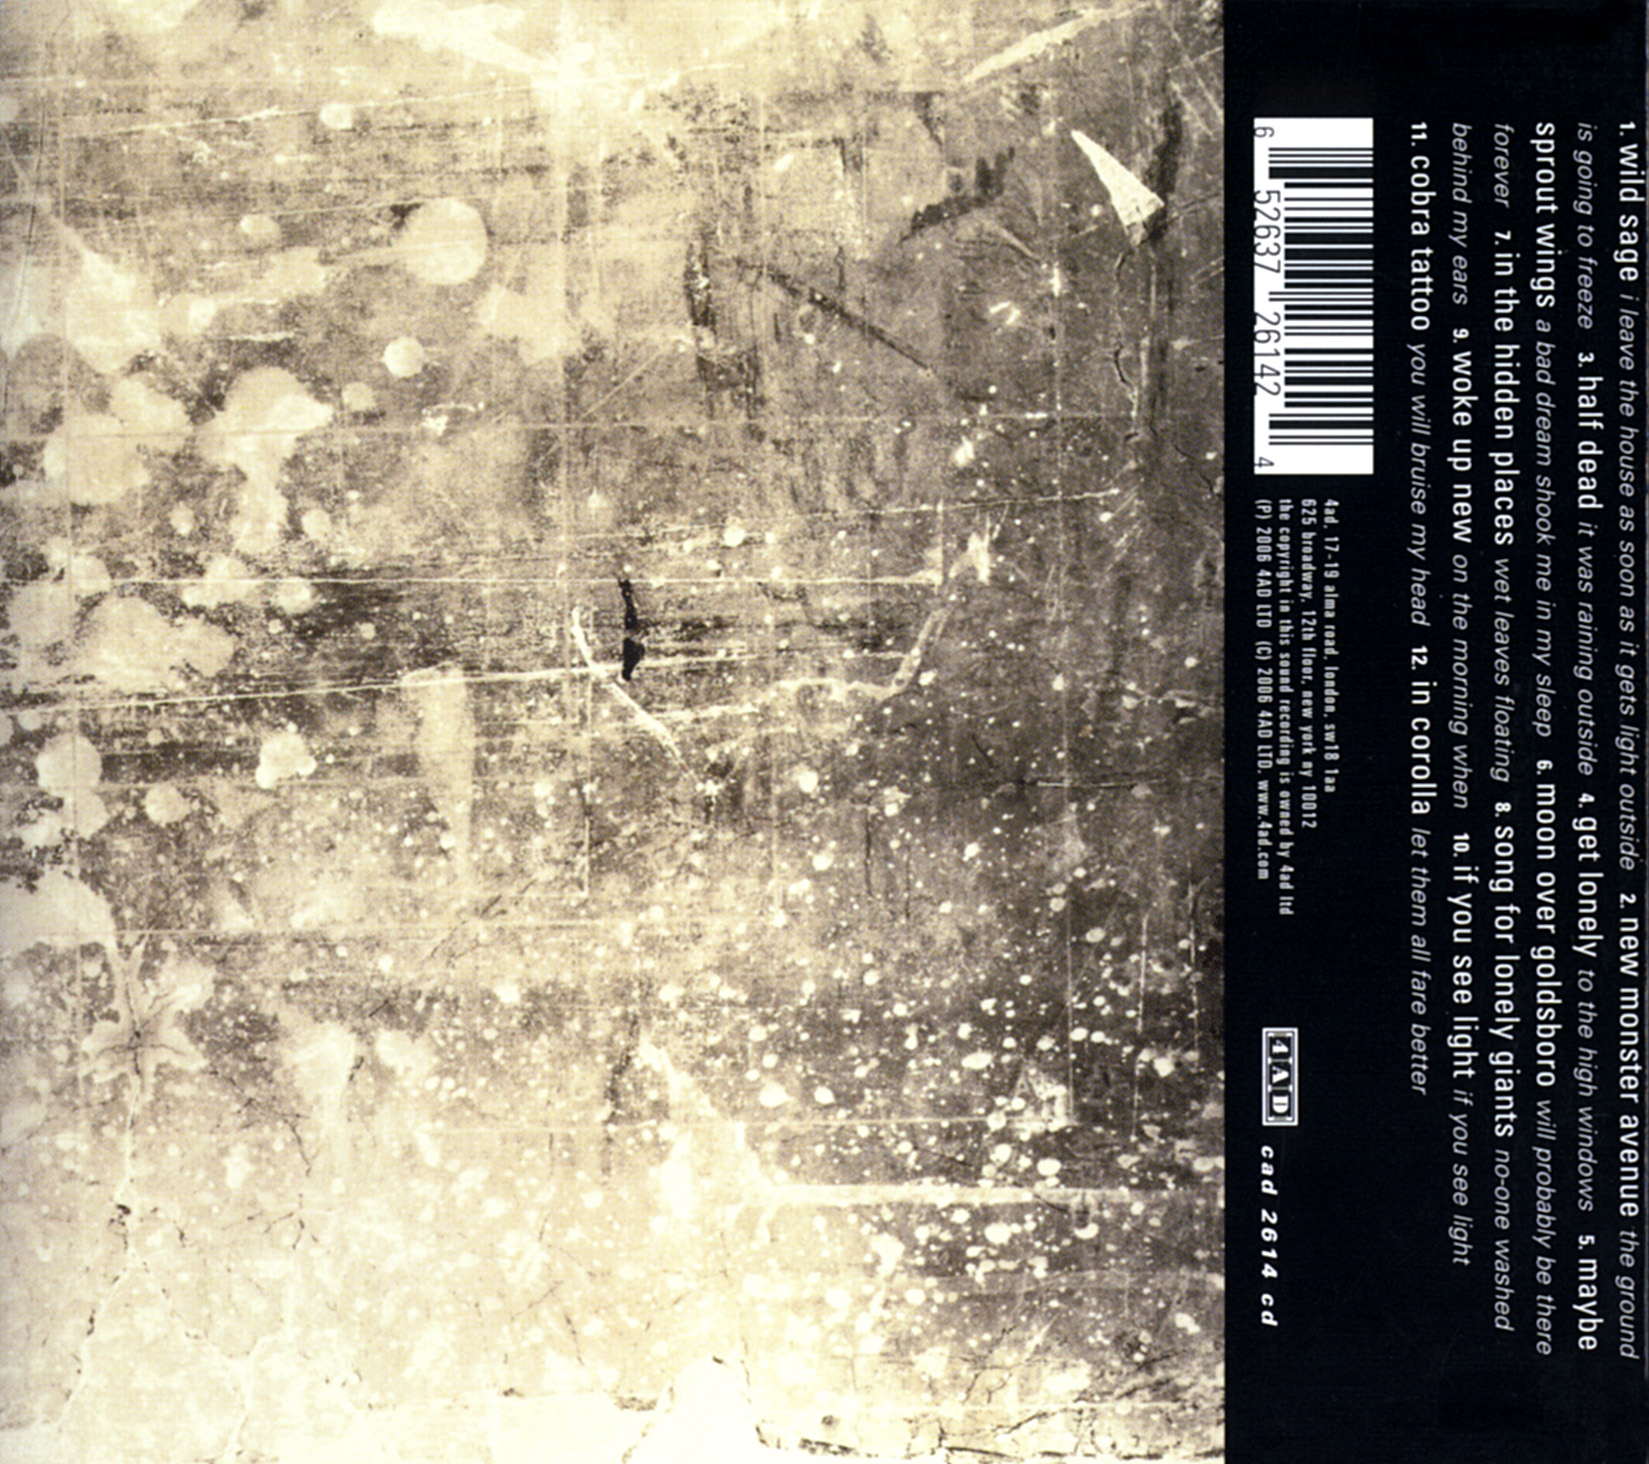 1. wild sage i leave the house as soon as it gets light outside 2. new monster avenue the ground
is going to freeze 3. half dead it was raining outside 4. get lonely to the high windows 5. maybe
sprout wings a bad dream shook me in my sleep 6. moon over goldsboro will probably be there
forever 7. in the hidden places wet leaves floating 8. song for lonely giants no-one washed
behind my ears 9. woke up new on the morning when 10. if you see light if you see light
11. cobra tattoo you will bruise my head 12. in corolla let them all fare better
6 52637 26142 4
4ad, 17-19 alma road, london, sw18 1aa
625 broadway, 12th floor, new york ny 10012
the copyright in this sound recording is owned by 4ad ltd
(P) 2006 4AD LTD (C) 2006 4AD LTD. www.4ad.com
4AD
cad 2614 cd